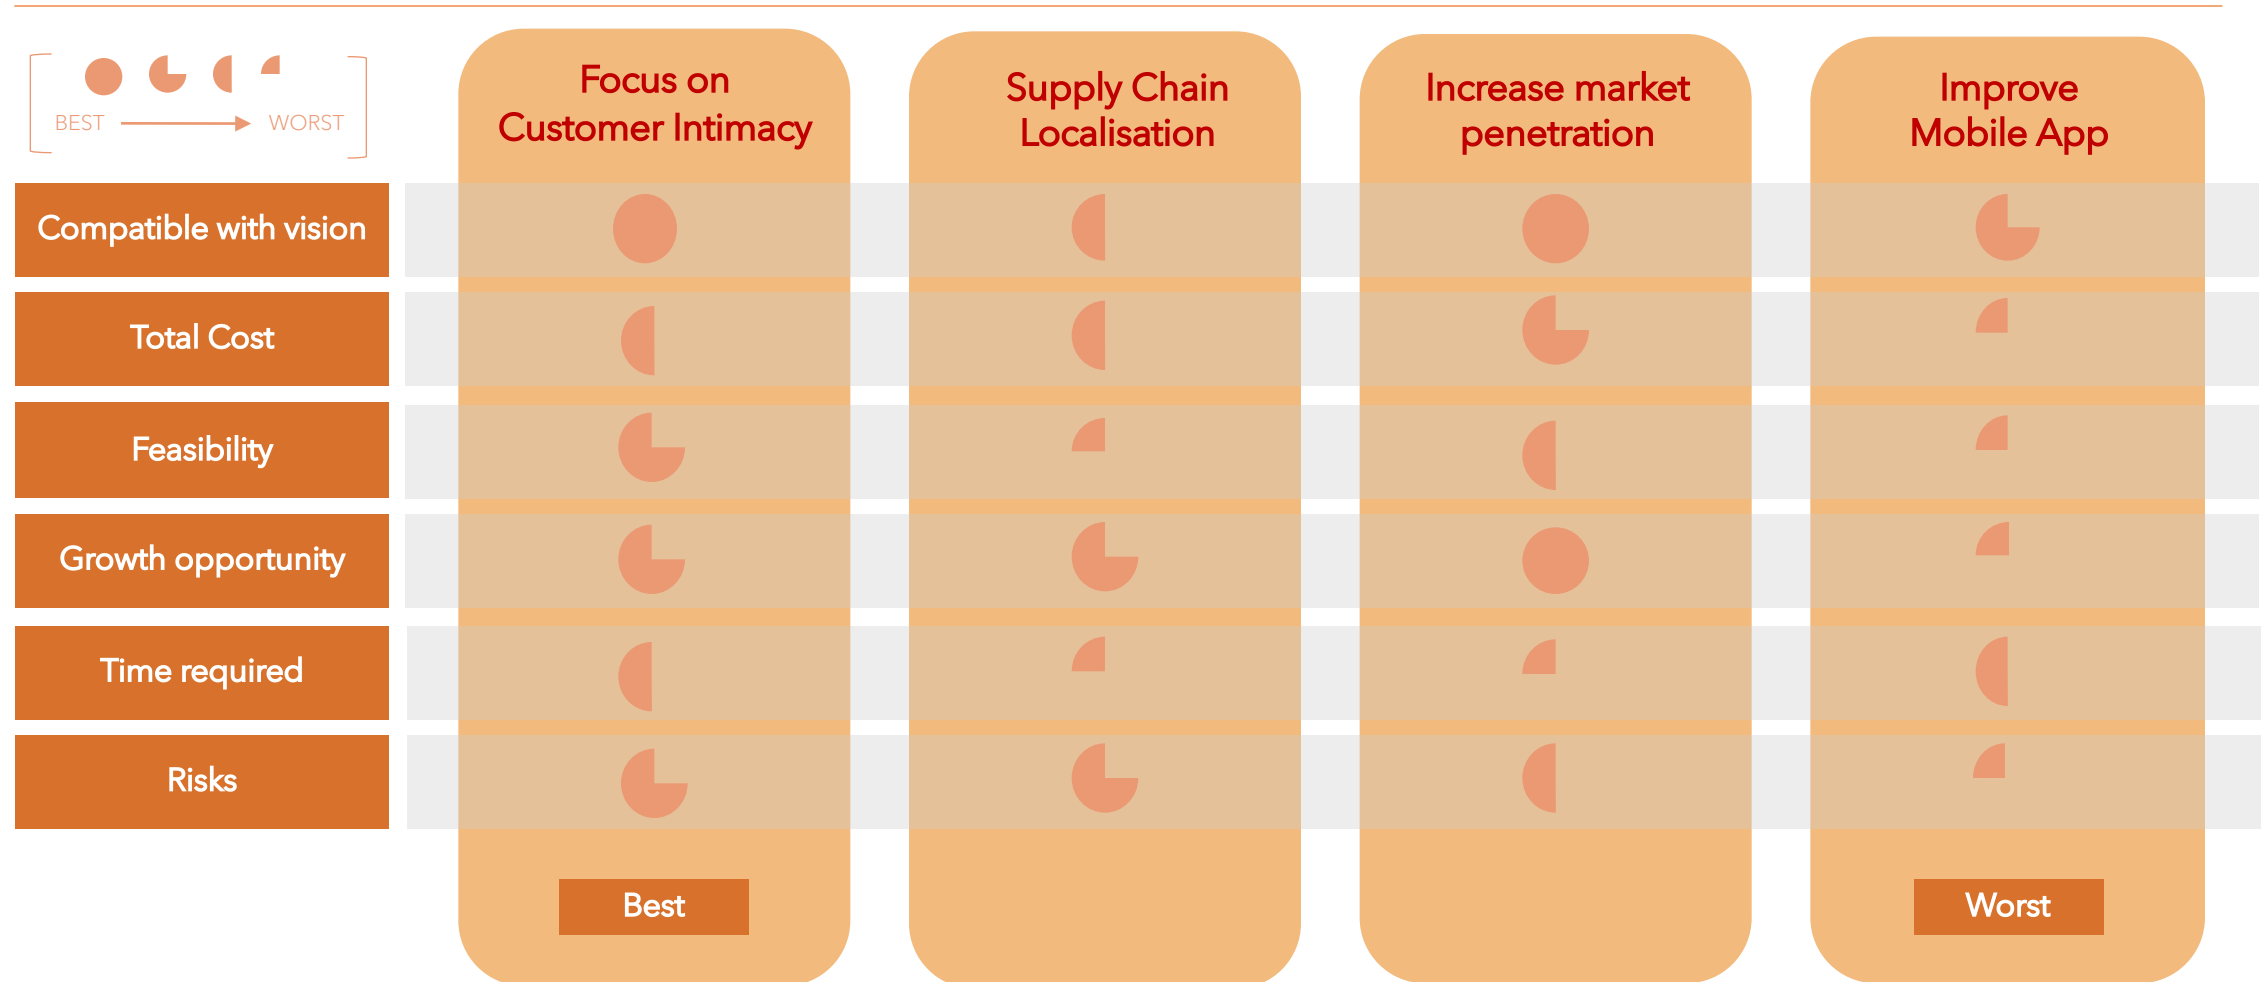 BEST
WORST
Focus on
Customer Intimacy
Supply Chain
Localisation
Increase market
penetration
Improve
Mobile App
Compatible with vision
Total Cost
Feasibility
Growth opportunity
Time required
Risks
Best
Worst